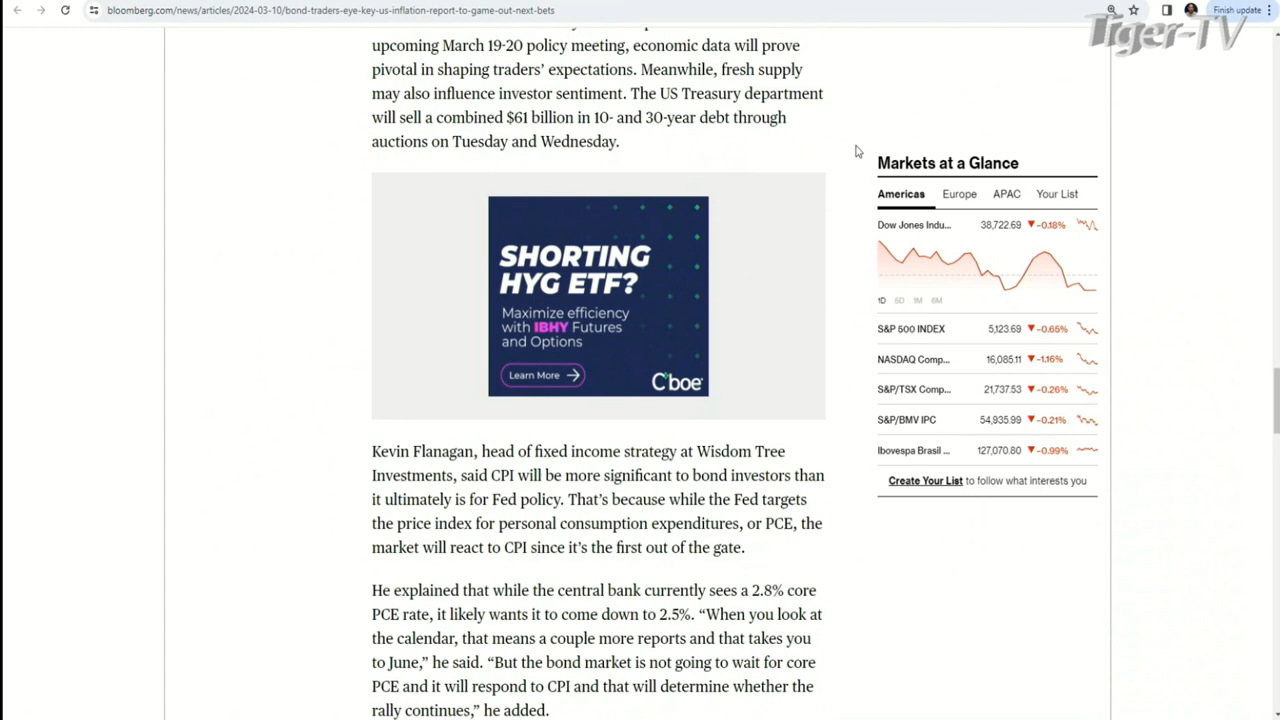 bloomberg.com/news/articles/2024-03-10/bond-traders-eye-key-us-inflation-report-to-game-out-next-bets
Finish update
Tiger-TV
upcoming March 19-20 policy meeting, economic data will prove
pivotal in shaping traders’ expectations. Meanwhile, fresh supply
may also influence investor sentiment. The US Treasury department
will sell a combined $61 billion in 10- and 30-year debt through
auctions on Tuesday and Wednesday.
SHORTING
HYG ETF?
Maximize efficiency
with IBHY Futures
and Options
Learn More
Cboe
Kevin Flanagan, head of fixed income strategy at Wisdom Tree
Investments, said CPI will be more significant to bond investors than
it ultimately is for Fed policy. That’s because while the Fed targets
the price index for personal consumption expenditures, or PCE, the
market will react to CPI since it’s the first out of the gate.
He explained that while the central bank currently sees a 2.8% core
PCE rate, it likely wants it to come down to 2.5%. “When you look at
the calendar, that means a couple more reports and that takes you
to June,” he said. “But the bond market is not going to wait for core
PCE and it will respond to CPI and that will determine whether the
rally continues,” he added.
Markets at a Glance
Americas Europe APAC Your List
Dow Jones Indu... 38,722.69 ▼-0.18%
1D 5D 1M 6M
S&P 500 INDEX 5,123.69 ▼-0.65%
NASDAQ Comp... 16,085.11 ▼-1.16%
S&P/TSX Comp... 21,737.53 ▼-0.26%
S&P/BMV IPC 54,935.99 ▼-0.21%
Ibovespa Brasil ... 127,070.80 ▼-0.99%
Create Your List to follow what interests you